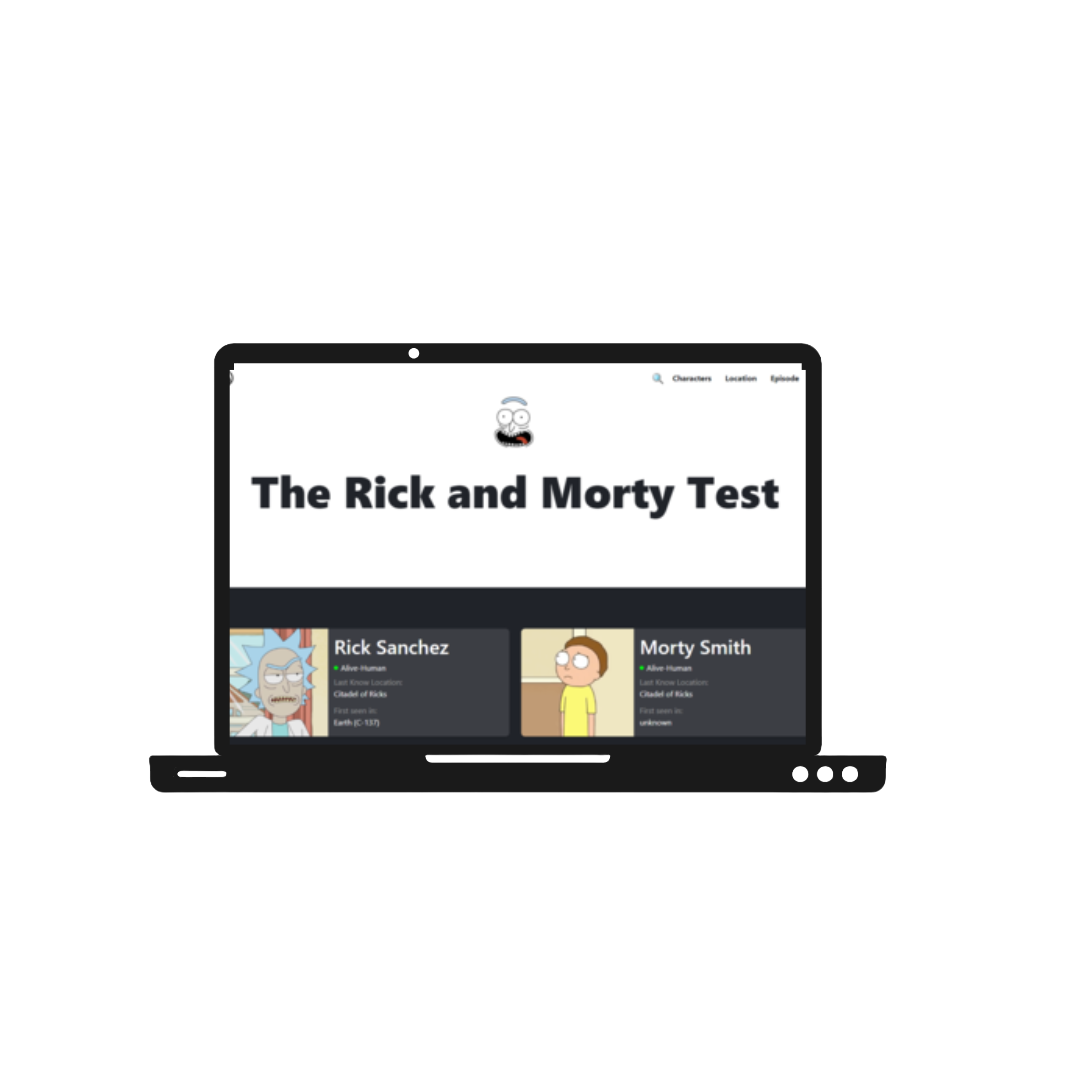 Characters Location Episode
The Rick and Morty Test
Rick Sanchez
Alive-Human
Last Know Location:
Citadel of Ricks
First seen in:
Earth (C-137)
Morty Smith
Alive-Human
Last Know Location:
Citadel of Ricks
First seen in:
unknown